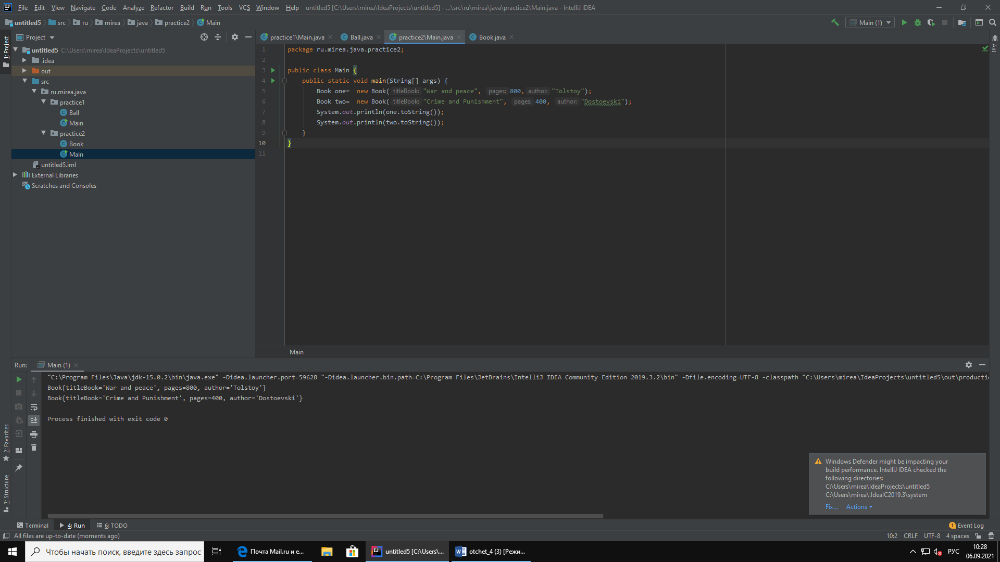 File Edit View Navigate Code Analyze Refactor Build Run Tools VCS Window Help untitled5 [C:\Users\mirea\IdeaProjects\untitled5] - ...\src\ru\mirea\java\practice2\Main.java - IntelliJ IDEA
untitled5 src ru mirea java practice2 Main Main (1)
1: Project
Project
untitled5 C:\Users\mirea\IdeaProjects\untitled5
.idea
out
src
ru.mirea.java
practice1
Ball
Main
practice2
Book
Main
untitled5.iml
External Libraries
Scratches and Consoles
practice1\Main.java Ball.java practice2\Main.java Book.java
1 package ru.mirea.java.practice2;
2
3 public class Main {
4 public static void main(String[] args) {
5 Book one= new Book( titleBook: "War and peace", pages: 800, author: "Tolstoy");
6 Book two= new Book( titleBook: "Crime and Punishment", pages: 400, author: "Dostoevski");
7 System.out.println(one.toString());
8 System.out.println(two.toString());
9 }
10 }
11
Main
Ant
Run: Main (1)
"C:\Program Files\Java\jdk-15.0.2\bin\java.exe" -Didea.launcher.port=59628 "-Didea.launcher.bin.path=C:\Program Files\JetBrains\IntelliJ IDEA Community Edition 2019.3.2\bin" -Dfile.encoding=UTF-8 -classpath "C:\Users\mirea\IdeaProjects\untitled5\out\productio
Book{titleBook='War and peace', pages=800, author='Tolstoy'}
Book{titleBook='Crime and Punishment', pages=400, author='Dostoevski'}
Process finished with exit code 0
2: Favorites
7: Structure
Windows Defender might be impacting your
build performance. IntelliJ IDEA checked the
following directories:
C:\Users\mirea\IdeaProjects\untitled5
C:\Users\mirea\.IdeaIC2019.3\system
Fix... Actions
Terminal 4: Run 6: TODO 1 Event Log
All files are up-to-date (moments ago) 10:2 CRLF UTF-8 4 spaces
Чтобы начать поиск, введите здесь запрос Почта Mail.ru и е... untitled5 [C:\Users\... otchet_4 (3) [Режи... РУС 10:28
06.09.2021